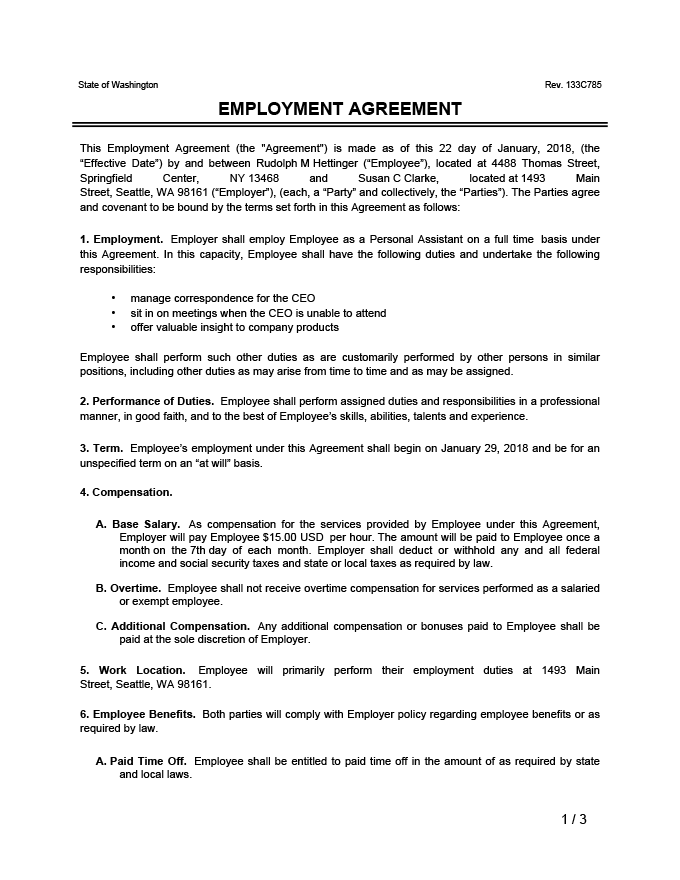 State of Washington Rev. 133C785
EMPLOYMENT AGREEMENT
This Employment Agreement (the "Agreement") is made as of this 22 day of January, 2018, (the
“Effective Date”) by and between Rudolph M Hettinger (“Employee”), located at 4488 Thomas Street,
Springfield Center, NY 13468 and Susan C Clarke, located at 1493 Main
Street, Seattle, WA 98161 (“Employer”), (each, a “Party” and collectively, the “Parties”). The Parties agree
and covenant to be bound by the terms set forth in this Agreement as follows:
1. Employment. Employer shall employ Employee as a Personal Assistant on a full time basis under
this Agreement. In this capacity, Employee shall have the following duties and undertake the following
responsibilities:
• manage correspondence for the CEO
• sit in on meetings when the CEO is unable to attend
• offer valuable insight to company products
Employee shall perform such other duties as are customarily performed by other persons in similar
positions, including other duties as may arise from time to time and as may be assigned.
2. Performance of Duties. Employee shall perform assigned duties and responsibilities in a professional
manner, in good faith, and to the best of Employee’s skills, abilities, talents and experience.
3. Term. Employee’s employment under this Agreement shall begin on January 29, 2018 and be for an
unspecified term on an “at will” basis.
4. Compensation.
A. Base Salary. As compensation for the services provided by Employee under this Agreement,
Employer will pay Employee $15.00 USD per hour. The amount will be paid to Employee once a
month on the 7th day of each month. Employer shall deduct or withhold any and all federal
income and social security taxes and state or local taxes as required by law.
B. Overtime. Employee shall not receive overtime compensation for services performed as a salaried
or exempt employee.
C. Additional Compensation. Any additional compensation or bonuses paid to Employee shall be
paid at the sole discretion of Employer.
5. Work Location. Employee will primarily perform their employment duties at 1493 Main
Street, Seattle, WA 98161.
6. Employee Benefits. Both parties will comply with Employer policy regarding employee benefits or as
required by law.
A. Paid Time Off. Employee shall be entitled to paid time off in the amount of as required by state
and local laws.
1 / 3